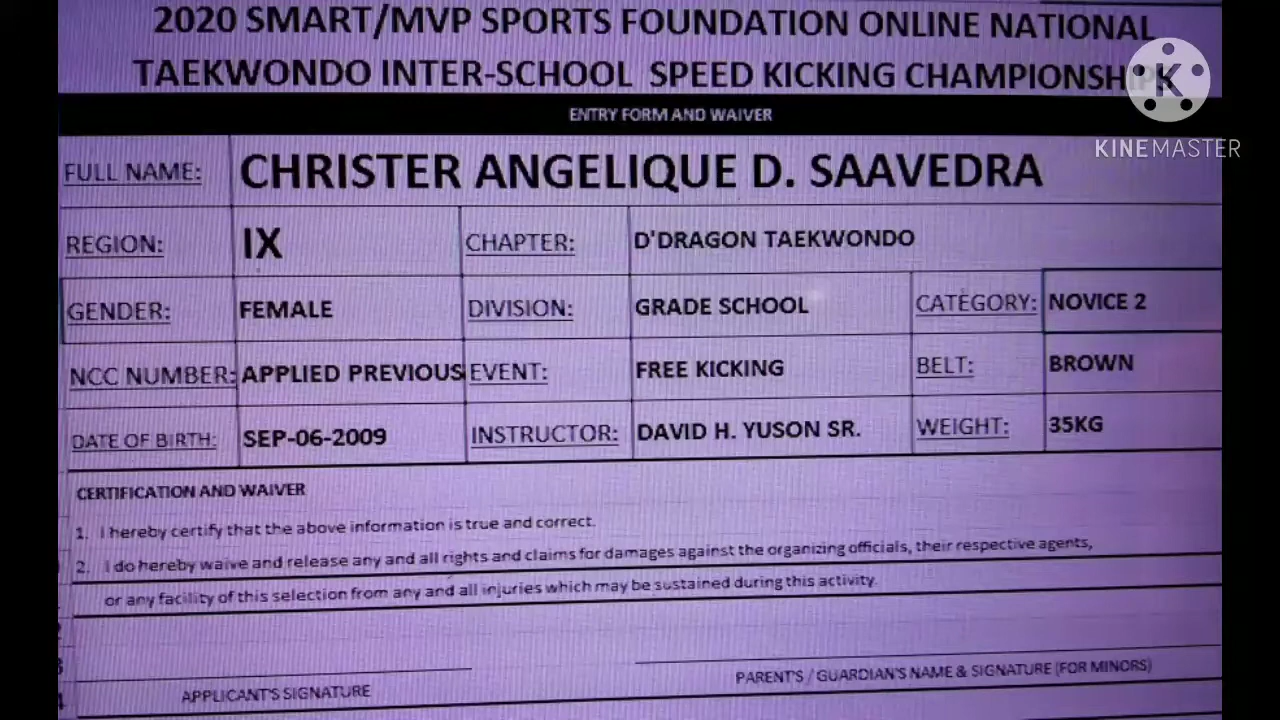 2020 SMART/MVP SPORTS FOUNDATION ONLINE NATIONAL
TAEKWONDO INTER-SCHOOL SPEED KICKING CHAMPIONSHIPS
K
KINEMASTER
ENTRY FORM AND WAIVER
FULL NAME: CHRISTER ANGELIQUE D. SAAVEDRA
REGION: IX CHAPTER: D'DRAGON TAEKWONDO
GENDER: FEMALE DIVISION: GRADE SCHOOL CATEGORY: NOVICE 2
NCC NUMBER: APPLIED PREVIOUS EVENT: FREE KICKING BELT: BROWN
DATE OF BIRTH: SEP-06-2009 INSTRUCTOR: DAVID H. YUSON SR. WEIGHT: 35KG
CERTIFICATION AND WAIVER
1. I hereby certify that the above information is true and correct.
2. I do hereby waive and release any and all rights and claims for damages against the organizing officials, their respective agents,
or any facility of this selection from any and all injuries which may be sustained during this activity.
3
4
APPLICANT'S SIGNATURE PARENT'S / GUARDIAN'S NAME & SIGNATURE (FOR MINORS)